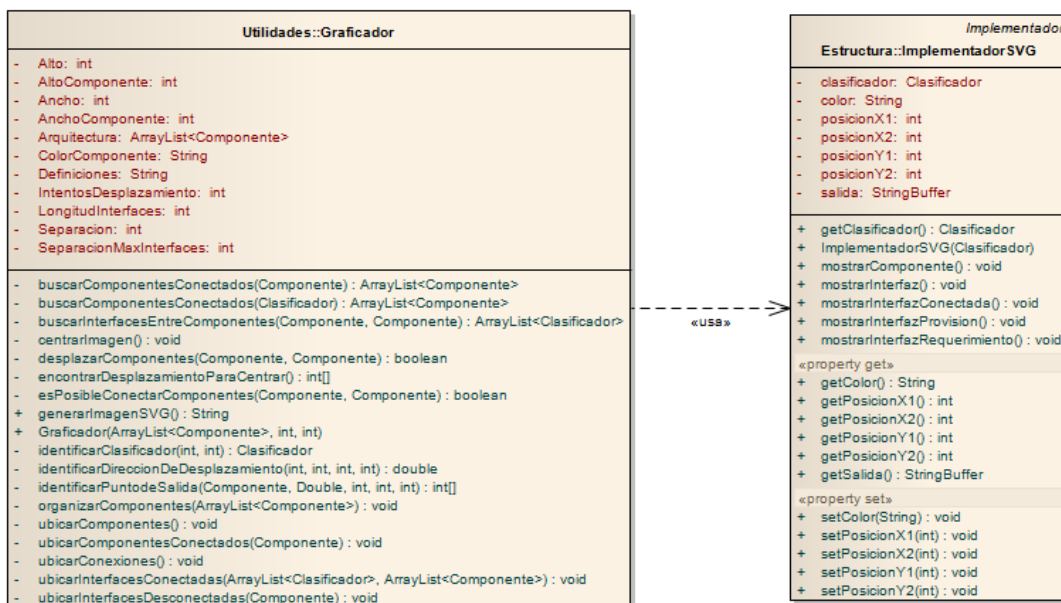 Utilidades::Graficador
- Alto: int
- AltoComponente: int
- Ancho: int
- AnchoComponente: int
- Arquitectura: ArrayList<Componente>
- ColorComponente: String
- Definiciones: String
- IntentosDesplazamiento: int
- LongitudInterfaces: int
- Separacion: int
- SeparacionMaxInterfaces: int
- buscarComponentesConectados(Componente) : ArrayList<Componente>
- buscarComponentesConectados(Clasificador) : ArrayList<Componente>
- buscarInterfacesEntreComponentes(Componente, Componente) : ArrayList<Clasificador>
- centrarImagen() : void
- desplazarComponentes(Componente, Componente) : boolean
- encontrarDesplazamientoParaCentrar() : int[]
- esPosibleConectarComponentes(Componente, Componente) : boolean
+ generarImagenSVG() : String
+ Graficador(ArrayList<Componente>, int, int)
- identificarClasificador(int, int) : Clasificador
- identificarDireccionDeDesplazamiento(int, int, int, int) : double
- identificarPuntodeSalida(Componente, Double, int, int, int) : int[]
- organizarComponentes(ArrayList<Componente>) : void
- ubicarComponentes() : void
- ubicarComponentesConectados(Componente) : void
- ubicarConexiones() : void
- ubicarInterfacesConectadas(ArrayList<Clasificador>, ArrayList<Componente>) : void
- ubicarInterfacesDesconectadas(Componente) : void
«usa»
Implementador
Estructura::ImplementadorSVG
- clasificador: Clasificador
- color: String
- posicionX1: int
- posicionX2: int
- posicionY1: int
- posicionY2: int
- salida: StringBuffer
+ getClasificador() : Clasificador
+ ImplementadorSVG(Clasificador)
+ mostrarComponente() : void
+ mostrarInterfaz() : void
+ mostrarInterfazConectada() : void
+ mostrarInterfazProvision() : void
+ mostrarInterfazRequerimiento() : void
«property get»
+ getColor() : String
+ getPosicionX1() : int
+ getPosicionX2() : int
+ getPosicionY1() : int
+ getPosicionY2() : int
+ getSalida() : StringBuffer
«property set»
+ setColor(String) : void
+ setPosicionX1(int) : void
+ setPosicionX2(int) : void
+ setPosicionY1(int) : void
+ setPosicionY2(int) : void